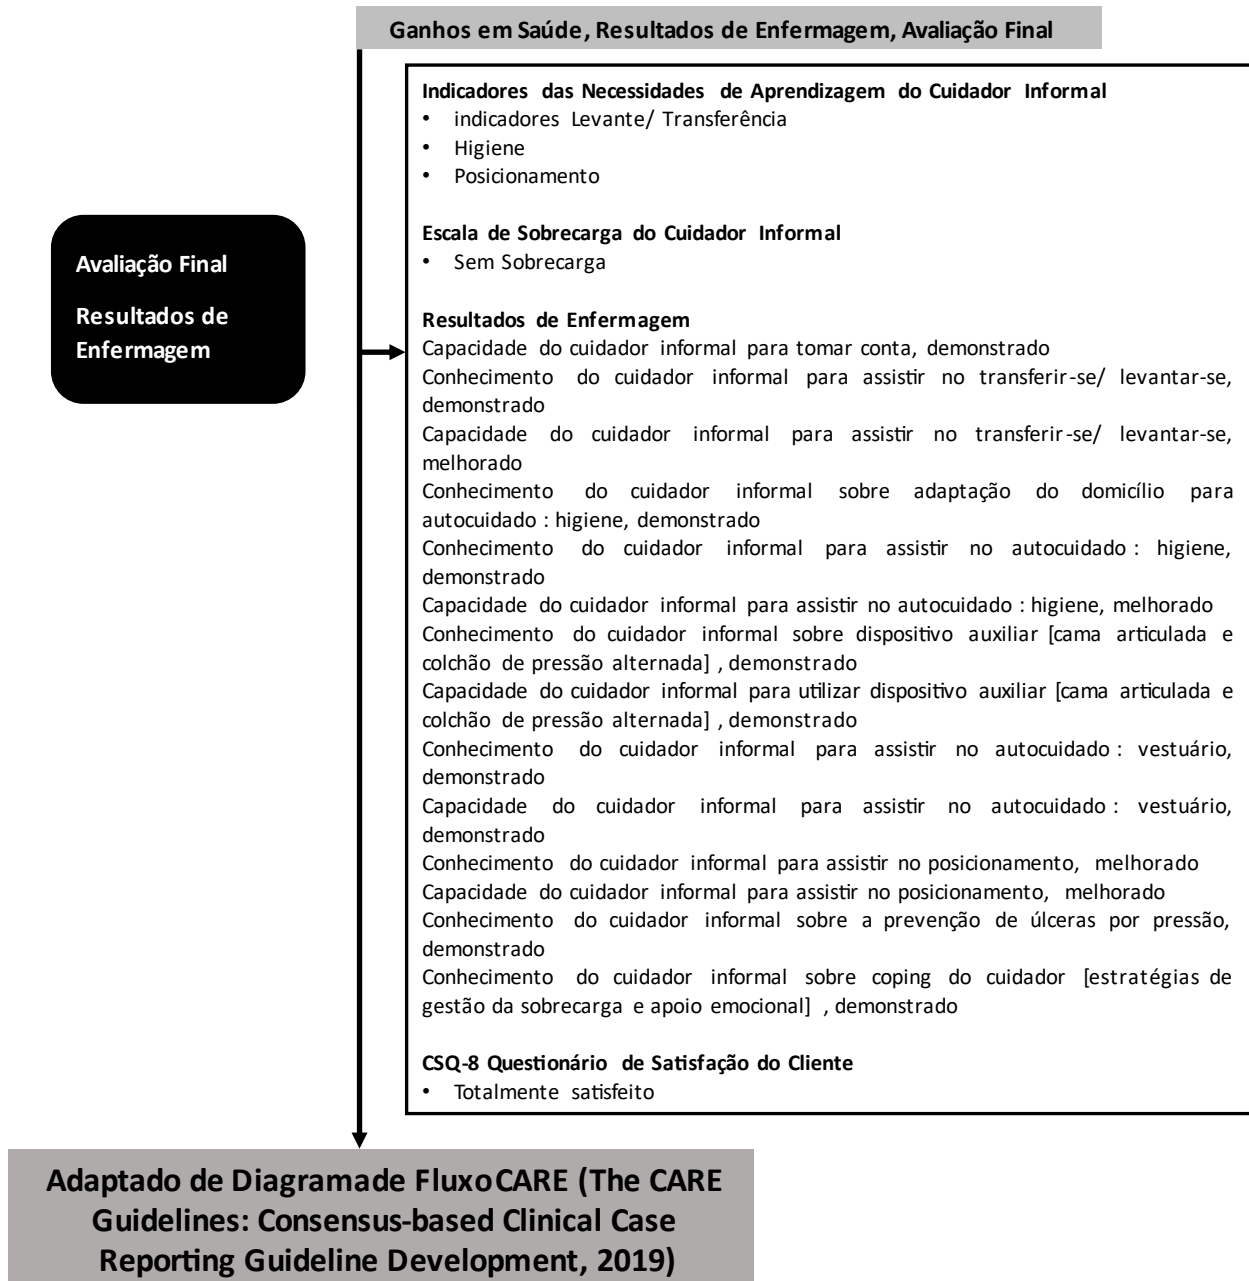 Ganhos em Saúde, Resultados de Enfermagem, Avaliação Final
Indicadores das Necessidades de Aprendizagem do Cuidador Informal
• indicadores Levante/ Transferência
• Higiene
• Posicionamento
Escala de Sobrecarga do Cuidador Informal
• Sem Sobrecarga
Avaliação Final
Resultados de
Enfermagem
Resultados de Enfermagem
Capacidade do cuidador informal para tomar conta, demonstrado
Conhecimento do cuidador informal para assistir no transferir-se/ levantar-se,
demonstrado
Capacidade do cuidador informal para assistir no transferir-se/ levantar-se,
melhorado
Conhecimento do cuidador informal sobre adaptação do domicílio para
autocuidado : higiene, demonstrado
Conhecimento do cuidador informal para assistir no autocuidado : higiene,
demonstrado
Capacidade do cuidador informal para assistir no autocuidado : higiene, melhorado
Conhecimento do cuidador informal sobre dispositivo auxiliar [cama articulada e
colchão de pressão alternada] , demonstrado
Capacidade do cuidador informal para utilizar dispositivo auxiliar [cama articulada e
colchão de pressão alternada] , demonstrado
Conhecimento do cuidador informal para assistir no autocuidado : vestuário,
demonstrado
Capacidade do cuidador informal para assistir no autocuidado : vestuário,
demonstrado
Conhecimento do cuidador informal para assistir no posicionamento, melhorado
Capacidade do cuidador informal para assistir no posicionamento, melhorado
Conhecimento do cuidador informal sobre a prevenção de úlceras por pressão,
demonstrado
Conhecimento do cuidador informal sobre coping do cuidador [estratégias de
gestão da sobrecarga e apoio emocional] , demonstrado
CSQ-8 Questionário de Satisfação do Cliente
• Totalmente satisfeito
Adaptado de Diagramade FluxoCARE (The CARE
Guidelines: Consensus-based Clinical Case
Reporting Guideline Development, 2019)